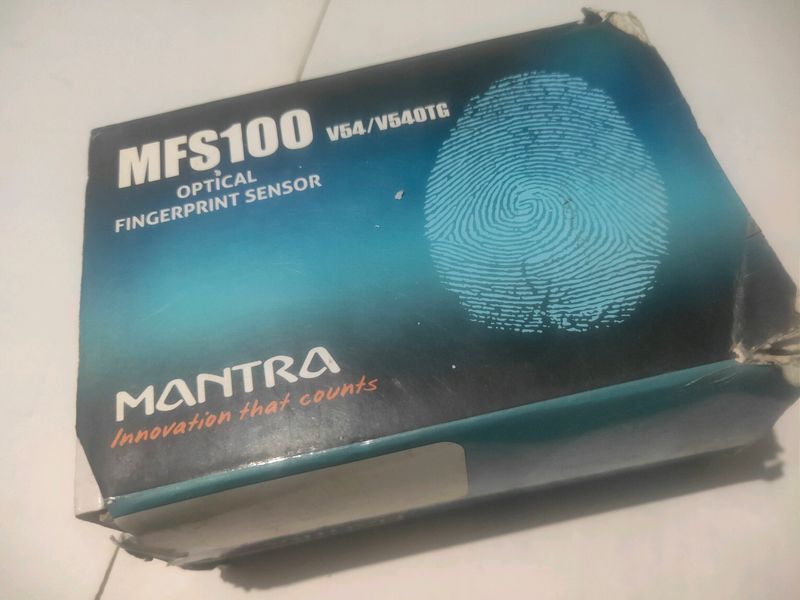 MFS100 V54/V540TG
OPTICAL
FINGERPRINT SENSOR
MANTRA
Innovation that counts